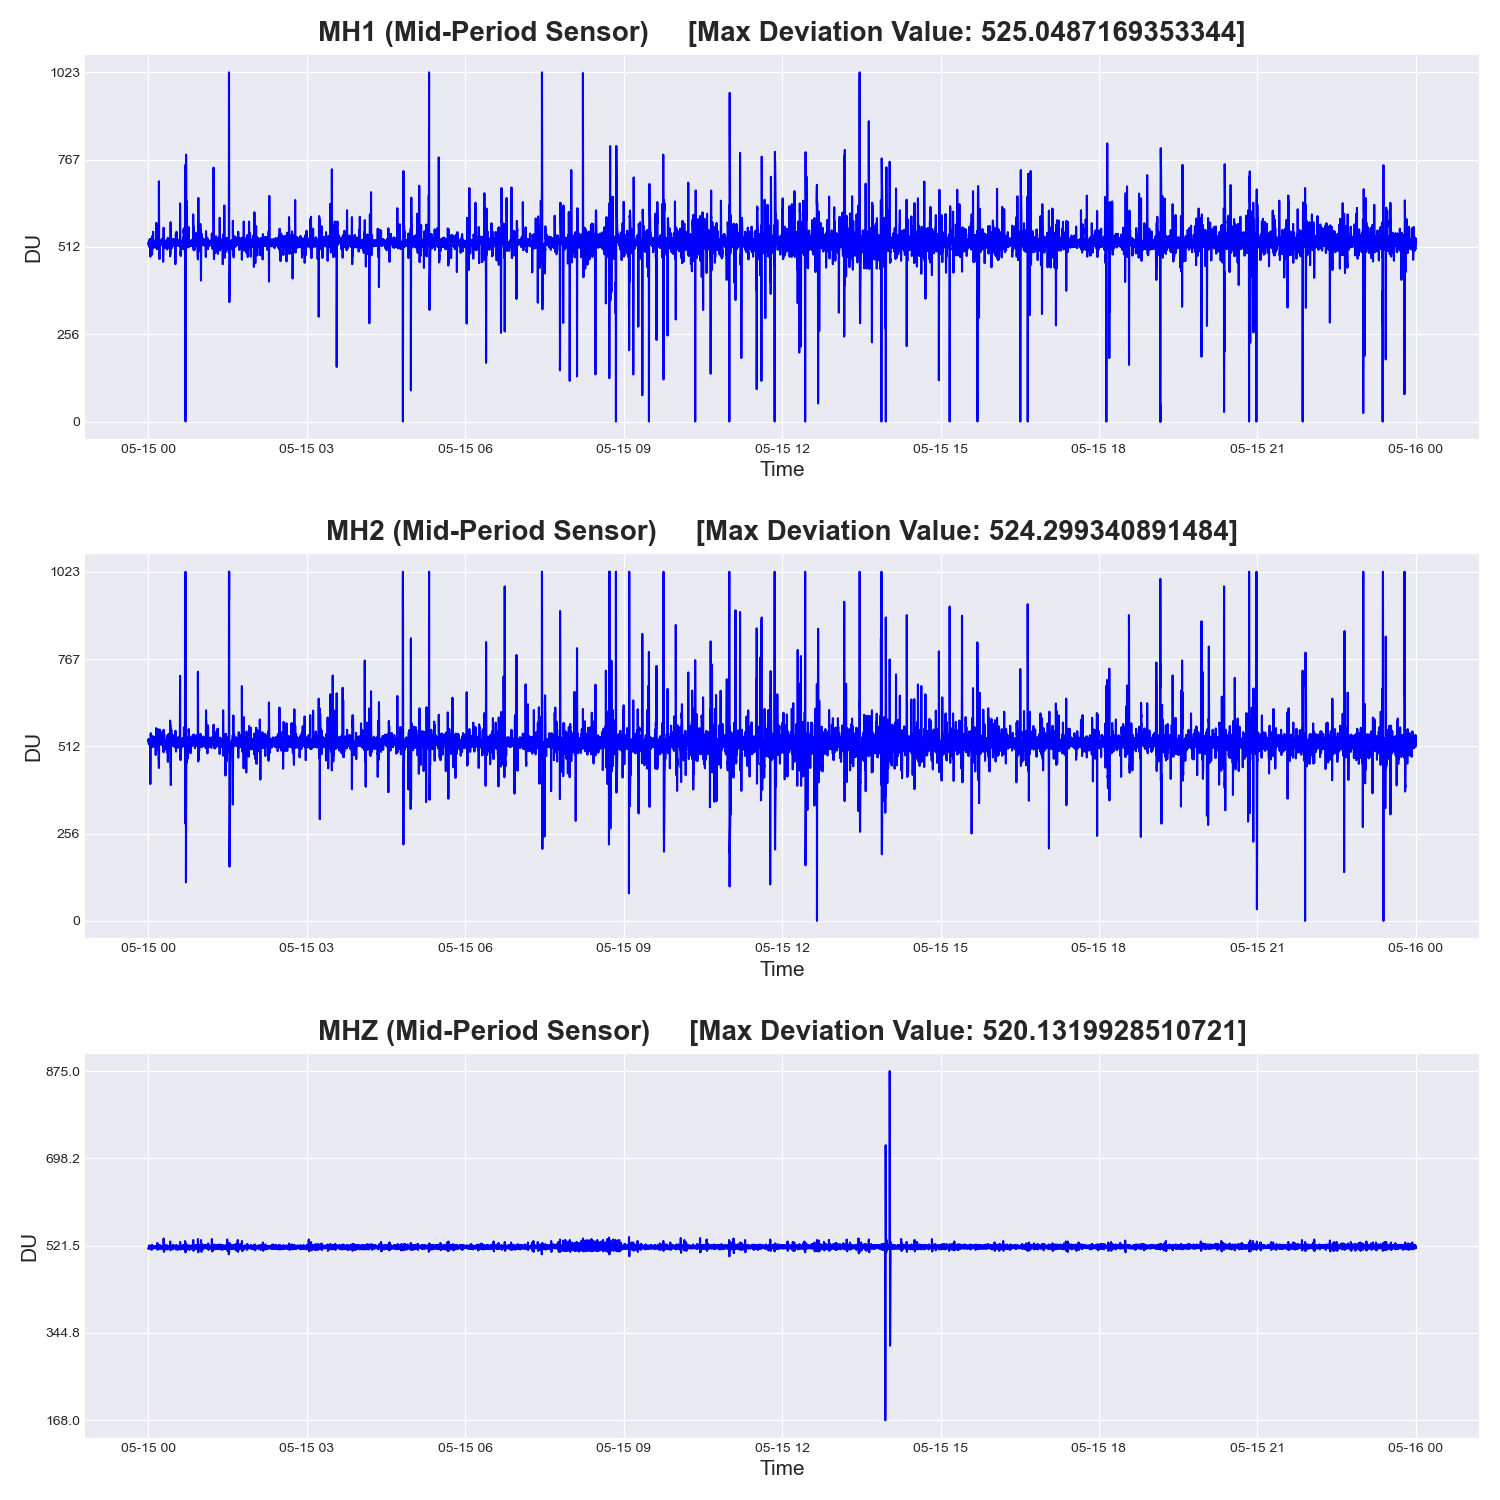 MH1 (Mid-Period Sensor) [Max Deviation Value: 525.0487169353344]
1023
767
512
256
0
DU
05-15 00 05-15 03 05-15 06 05-15 09 05-15 12 05-15 15 05-15 18 05-15 21 05-16 00
Time
MH2 (Mid-Period Sensor) [Max Deviation Value: 524.299340891484]
1023
767
512
256
0
DU
05-15 00 05-15 03 05-15 06 05-15 09 05-15 12 05-15 15 05-15 18 05-15 21 05-16 00
Time
MHZ (Mid-Period Sensor) [Max Deviation Value: 520.1319928510721]
875.0
698.2
521.5
344.8
168.0
DU
05-15 00 05-15 03 05-15 06 05-15 09 05-15 12 05-15 15 05-15 18 05-15 21 05-16 00
Time